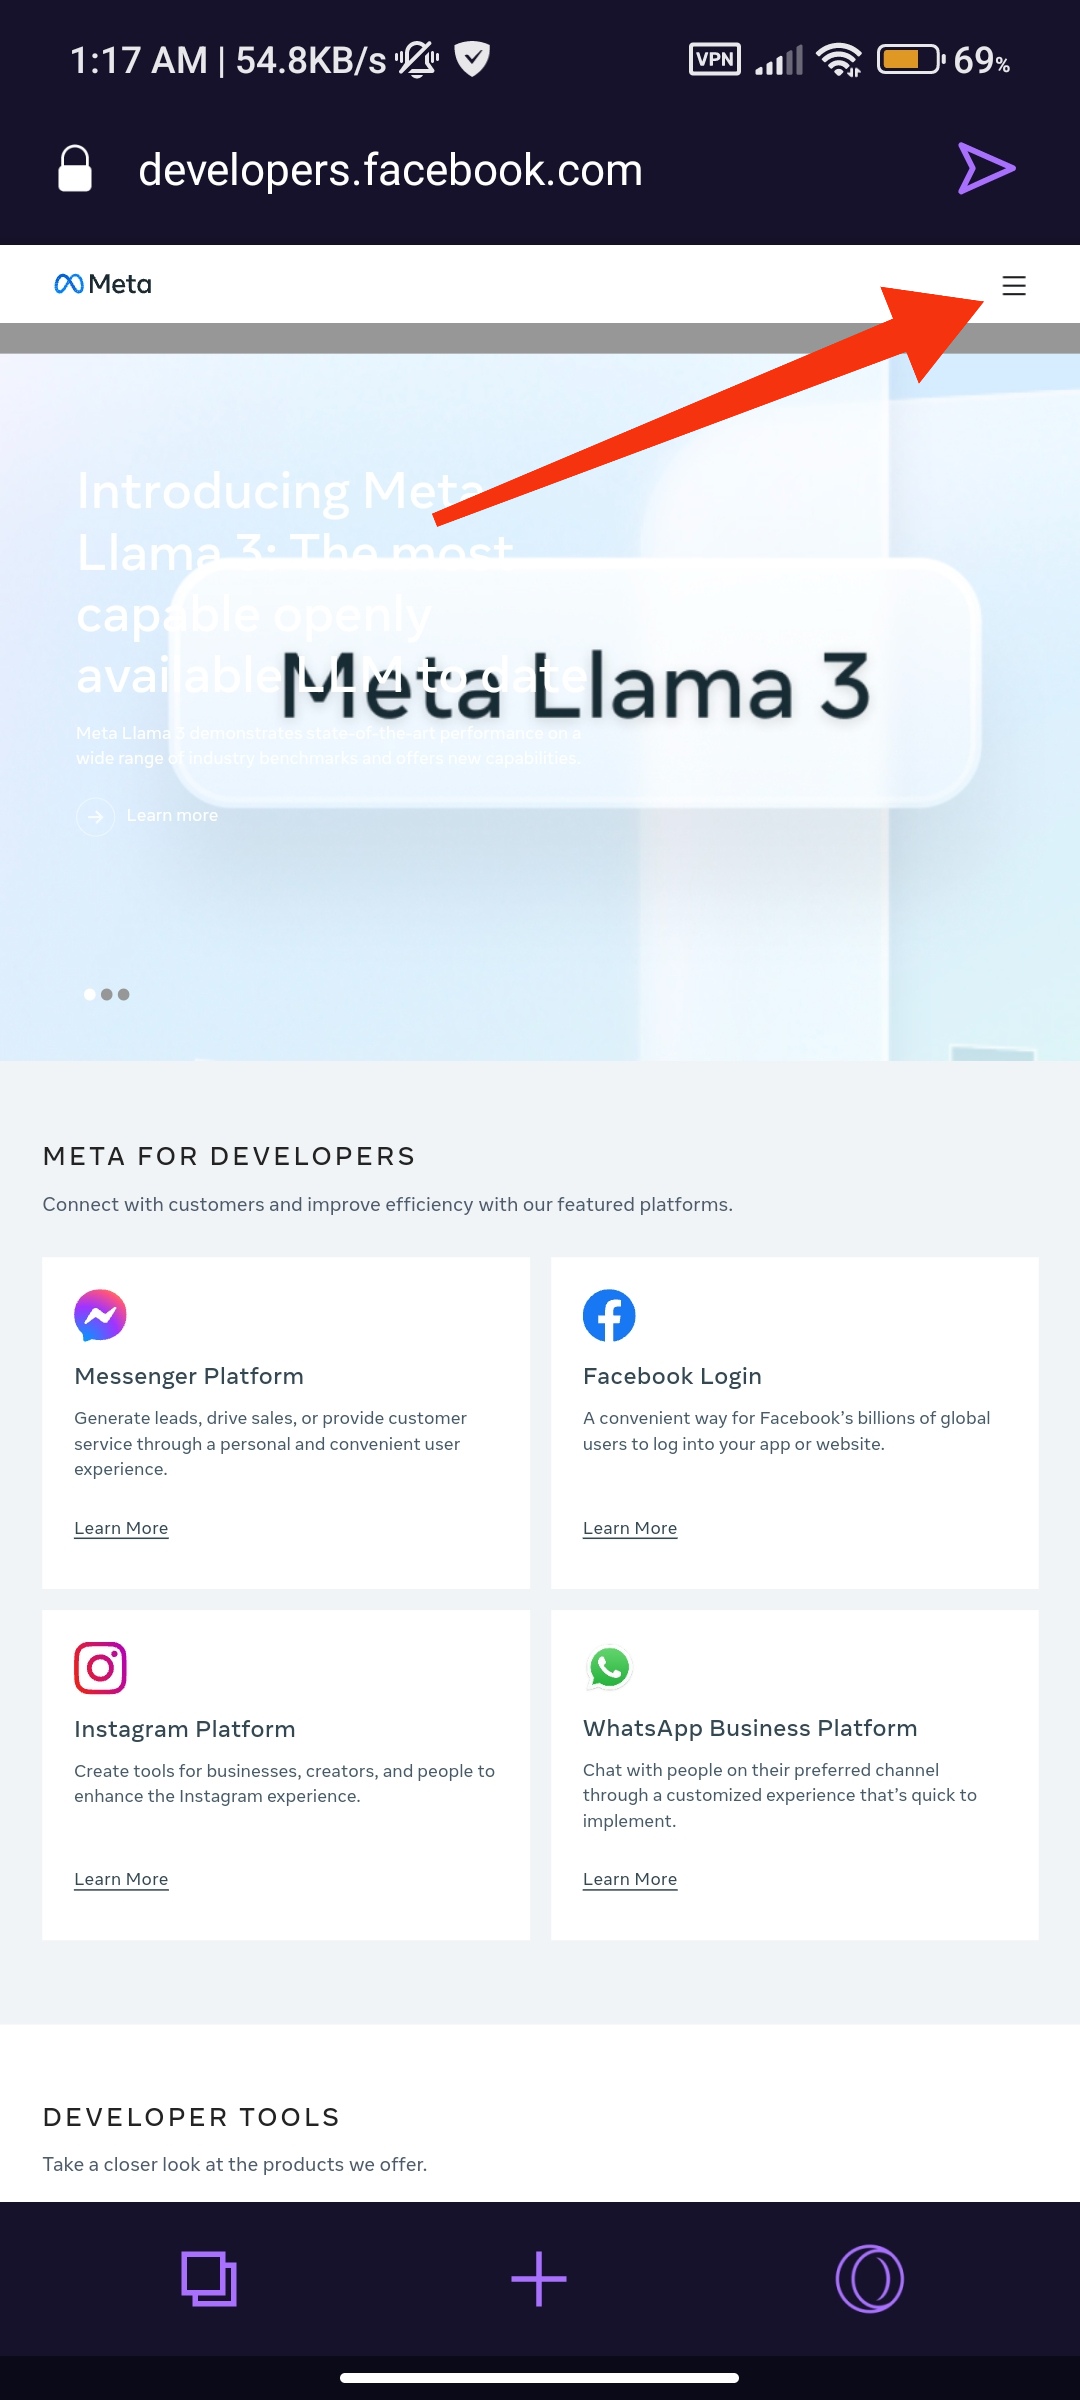 1:17 AM | 54.8KB/s VPN 69%
developers.facebook.com
Meta
Introducing Meta
Llama 3: The most
capable openly
available LLM to date
Meta Llama 3
Meta Llama 3 demonstrates state-of-the-art performance on a
wide range of industry benchmarks and offers new capabilities.
Learn more
META FOR DEVELOPERS
Connect with customers and improve efficiency with our featured platforms.
Messenger Platform
Generate leads, drive sales, or provide customer
service through a personal and convenient user
experience.
Learn More
Facebook Login
A convenient way for Facebook’s billions of global
users to log into your app or website.
Learn More
Instagram Platform
Create tools for businesses, creators, and people to
enhance the Instagram experience.
Learn More
WhatsApp Business Platform
Chat with people on their preferred channel
through a customized experience that’s quick to
implement.
Learn More
DEVELOPER TOOLS
Take a closer look at the products we offer.